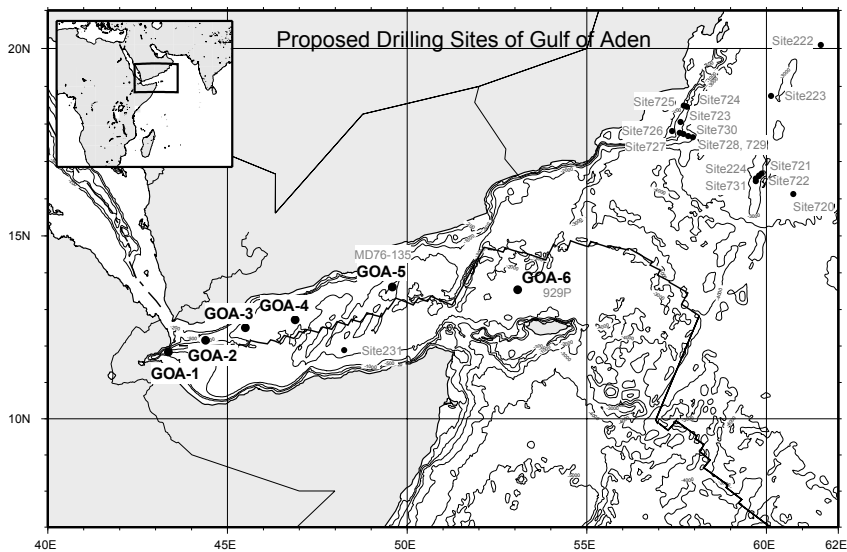 Proposed Drilling Sites of Gulf of Aden
20N
15N
10N
40E
45E
50E
55E
60E
62E
Site222
Site223
Site725
Site724
Site723
Site726
Site730
Site727
Site728, 729
Site224
Site721
Site731
Site722
Site720
MD76-135
GOA-5
GOA-6
929P
GOA-4
GOA-3
GOA-2
GOA-1
Site231